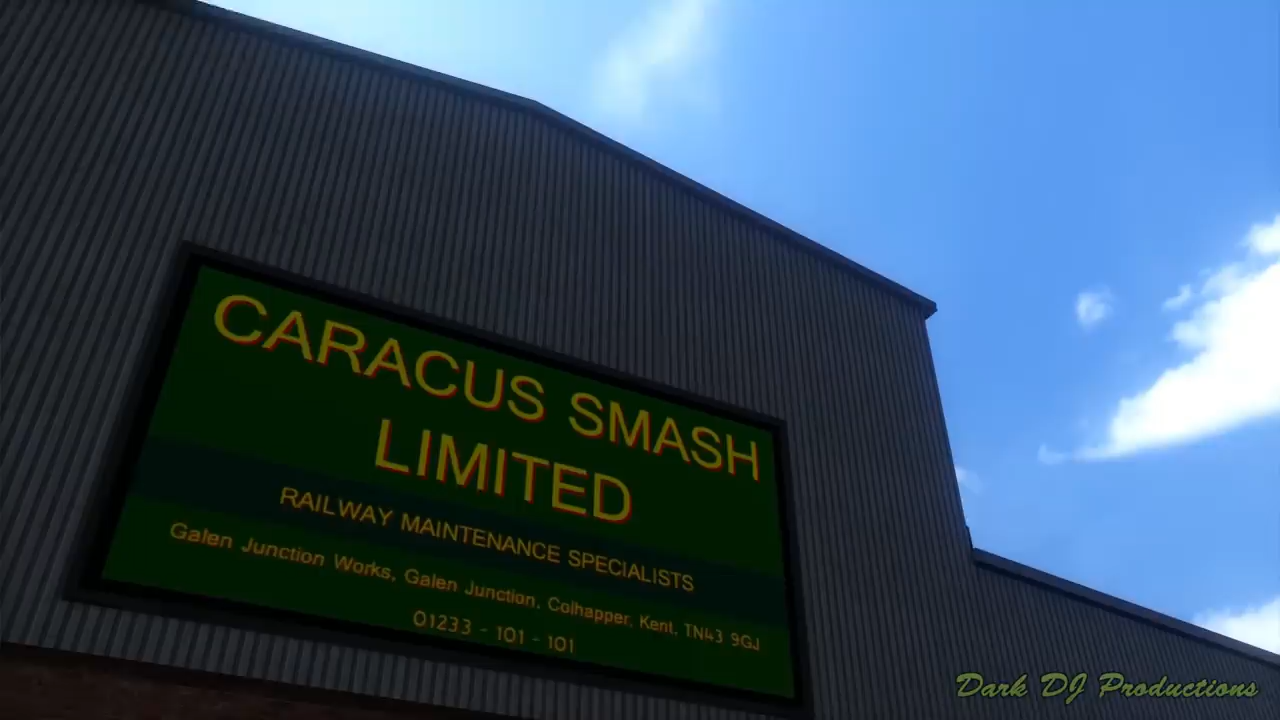 CARACUS SMASH
LIMITED
RAILWAY MAINTENANCE SPECIALISTS
Galen Junction Works, Galen Junction, Colhapper, Kent, TN43 9GJ
01233 - 101 - 101
Dark DJ Productions